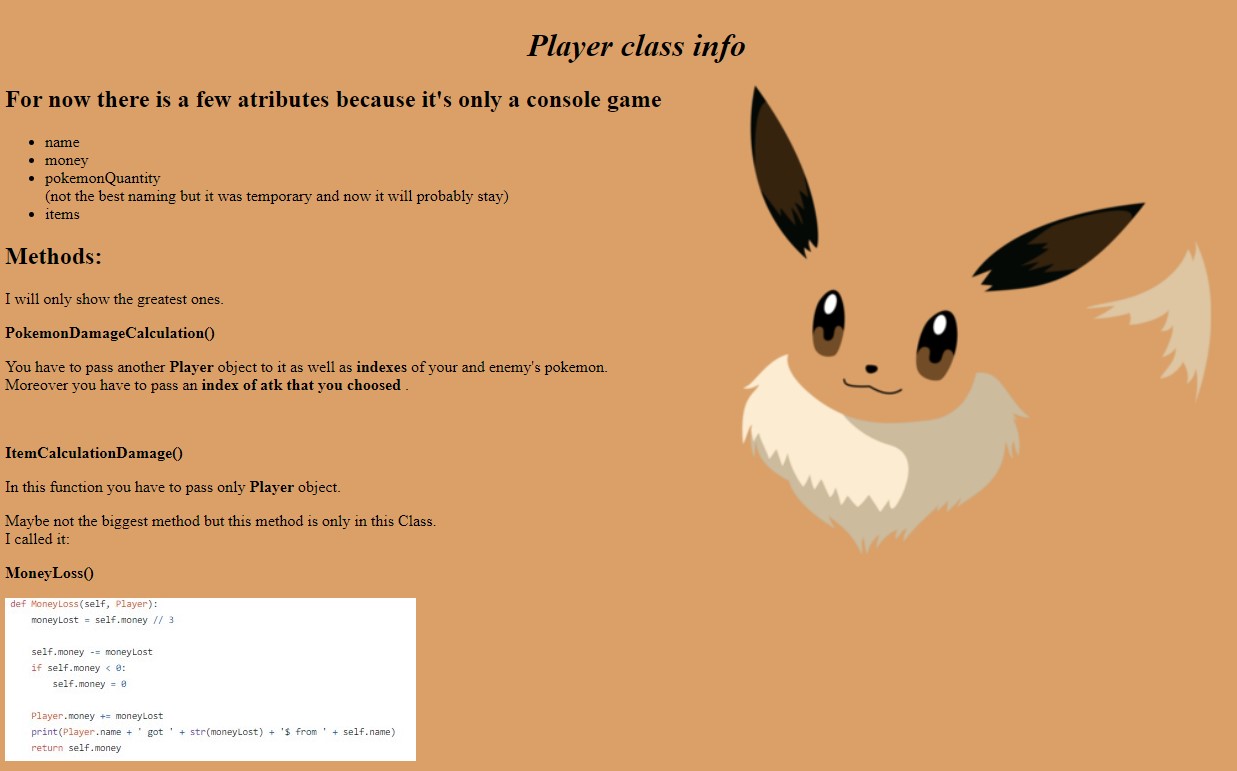 Player class info
For now there is a few atributes because it's only a console game
name
money
pokemonQuantity
(not the best naming but it was temporary and now it will probably stay)
items
Methods:
I will only show the greatest ones.
PokemonDamageCalculation()
You have to pass another Player object to it as well as indexes of your and enemy's pokemon.
Moreover you have to pass an index of atk that you choosed .
ItemCalculationDamage()
In this function you have to pass only Player object.
Maybe not the biggest method but this method is only in this Class.
I called it:
MoneyLoss()
def MoneyLoss(self, Player):
    moneyLost = self.money // 3
    self.money -= moneyLost
    if self.money < 0:
        self.money = 0
    Player.money += moneyLost
    print(Player.name + ' got ' + str(moneyLost) + '$ from ' + self.name)
    return self.money